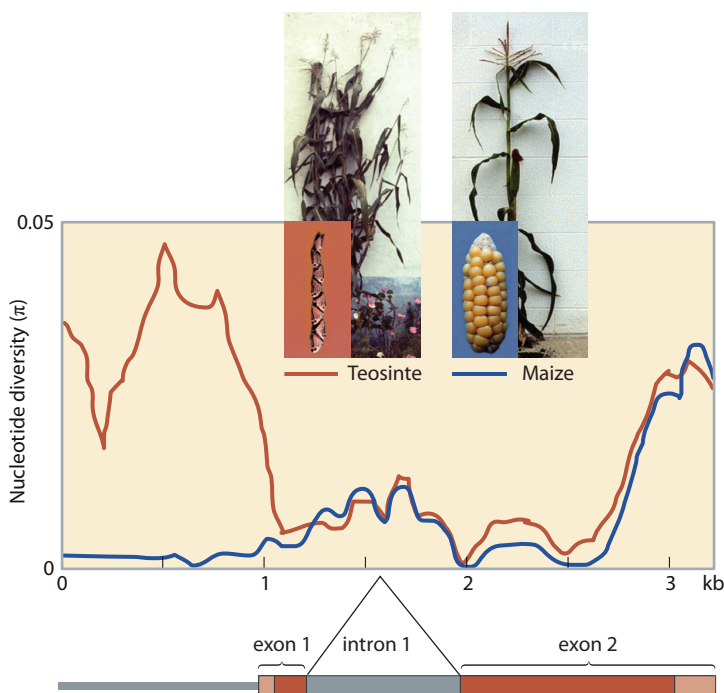 0.05
Nucleotide diversity (π)
Teosinte
Maize
0
0
1
2
3
kb
exon 1
intron 1
exon 2